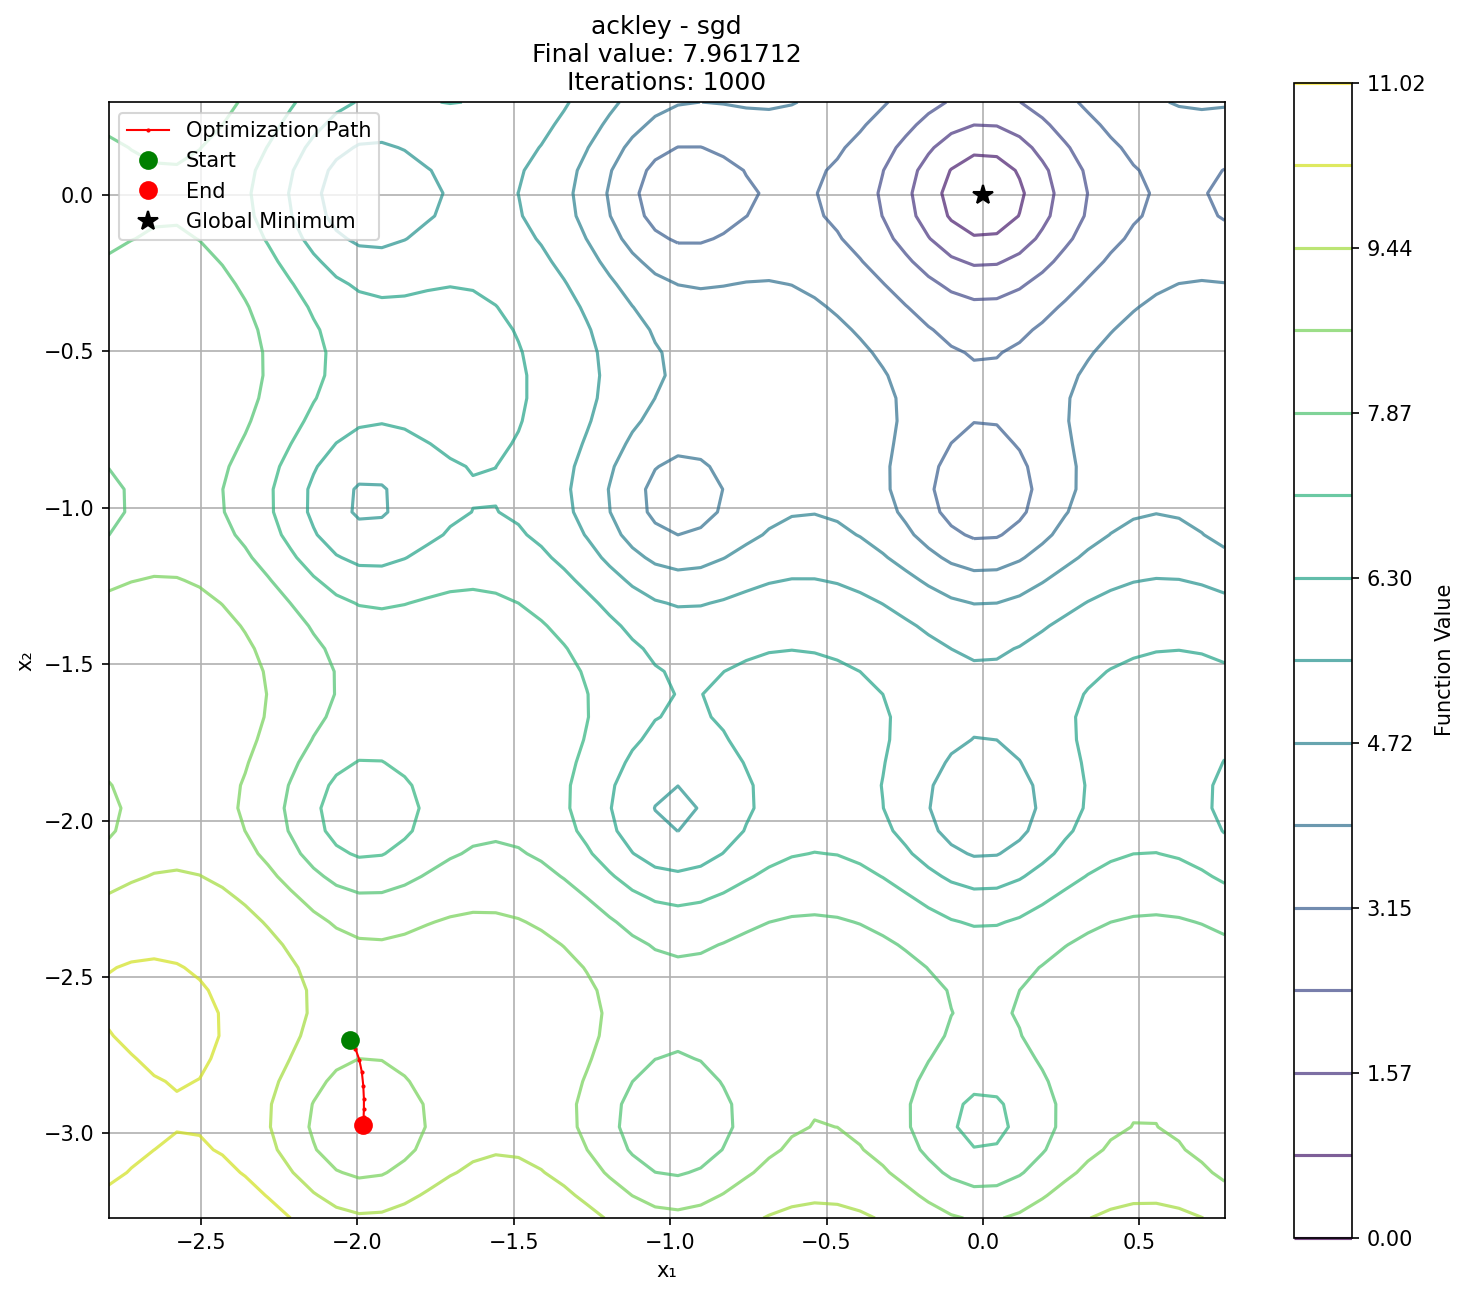 ackley - sgd
Final value: 7.961712
Iterations: 1000
Optimization Path
Start
End
Global Minimum
0.0
−0.5
−1.0
−1.5
−2.0
−2.5
−3.0
x₂
−2.5
−2.0
−1.5
−1.0
−0.5
0.0
0.5
x₁
11.02
9.44
7.87
6.30
4.72
3.15
1.57
0.00
Function Value